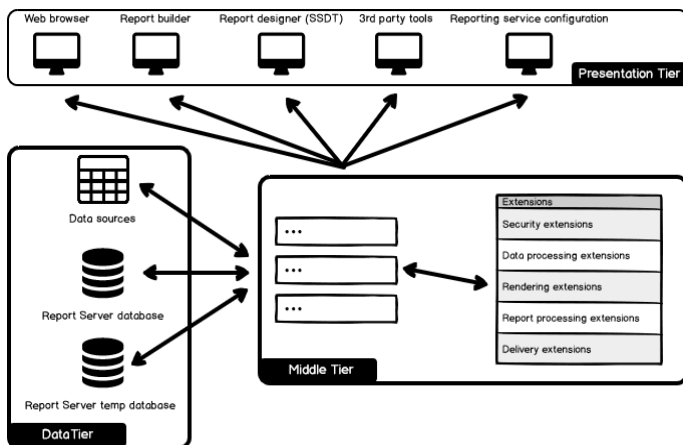 Web browser
Report builder
Report designer (SSDT)
3rd party tools
Reporting service configuration
Presentation Tier
Data sources
Report Server database
Report Server temp database
DataTier
...
...
...
Middle Tier
Extensions
Security extensions
Data processing extensions
Rendering extensions
Report processing extensions
Delivery extensions